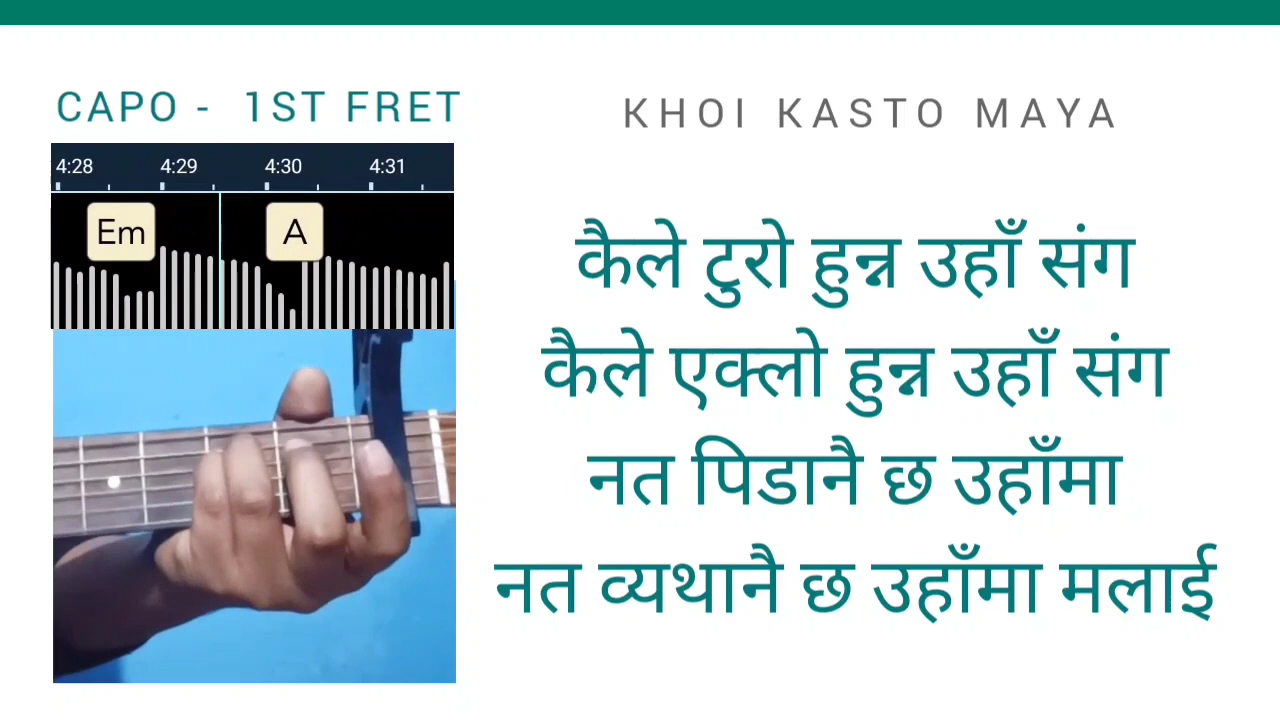 CAPO - 1ST FRET
KHOI KASTO MAYA
4:28 4:29 4:30 4:31
Em A
कैले टुरो हुन्न उहाँ संग
कैले एक्लो हुन्न उहाँ संग
नत पिडानै छ उहाँमा
नत व्यथानै छ उहाँमा मलाई